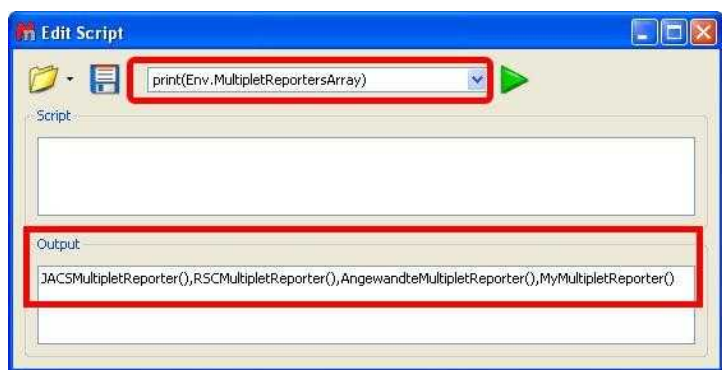 Edit Script
print(Env.MultipletReportersArray)
Script
Output
JACSMultipletReporter(),RSCMultipletReporter(),AngewandteMultipletReporter(),MyMultipletReporter()